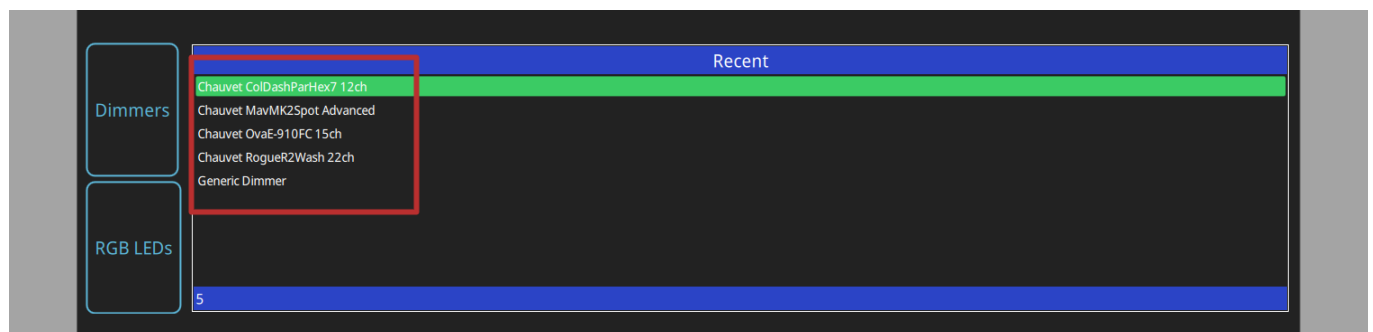 Recent
Chauvet ColDashParHex7 12ch
Dimmers
Chauvet MavMK2Spot Advanced
Chauvet OvaE-910FC 15ch
Chauvet RogueR2Wash 22ch
Generic Dimmer
RGB LEDs
5